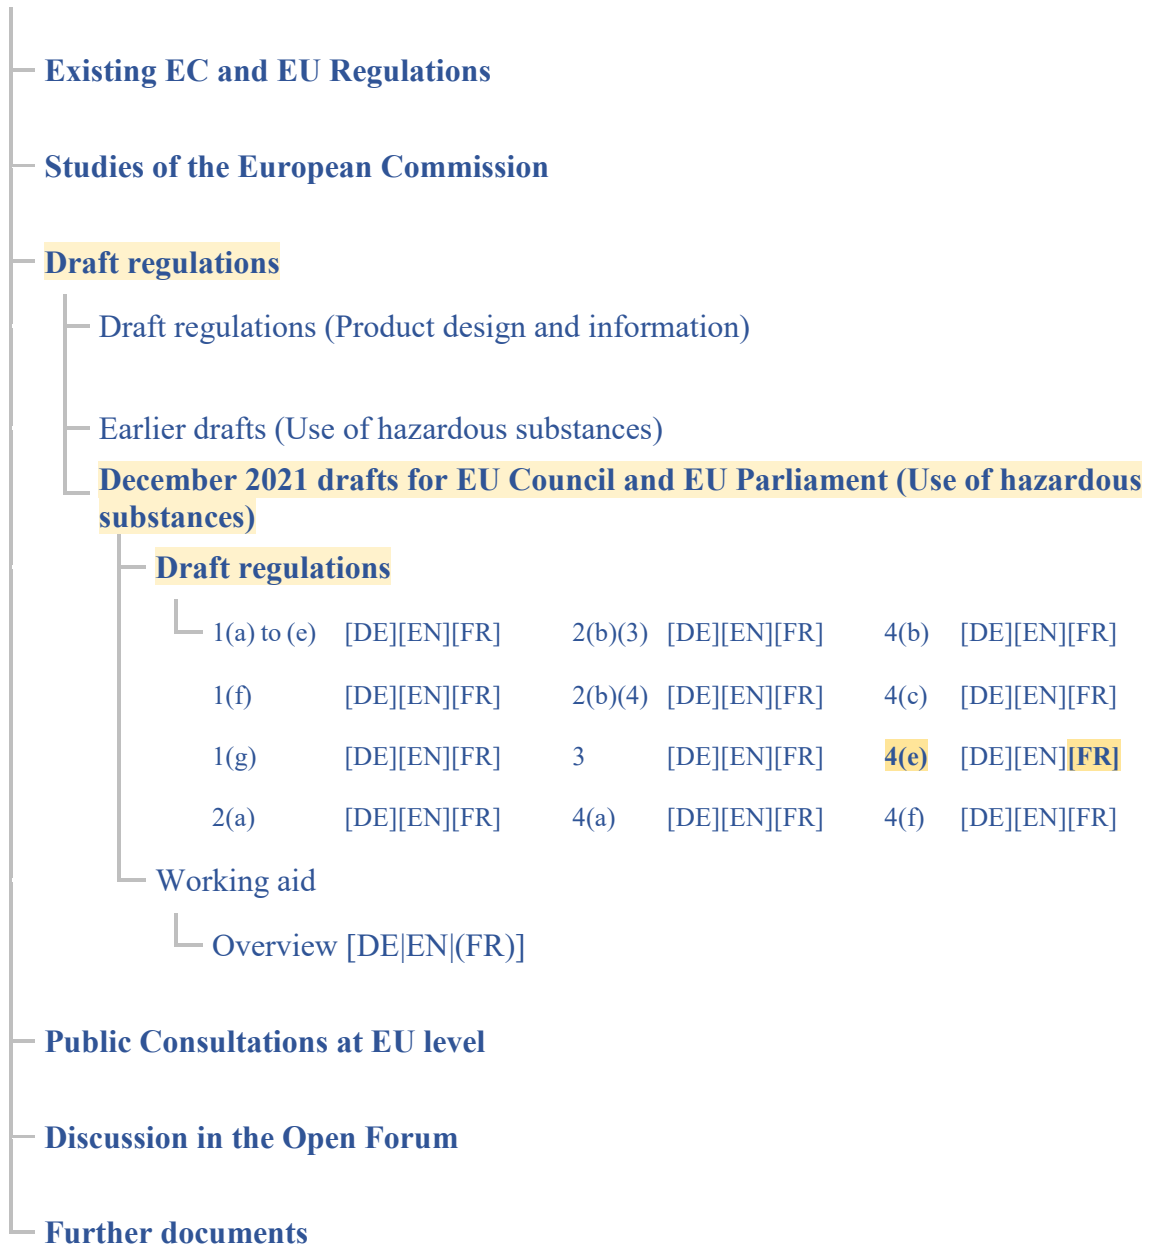 Existing EC and EU Regulations
Studies of the European Commission
Draft regulations
Draft regulations (Product design and information)
Earlier drafts (Use of hazardous substances)
December 2021 drafts for EU Council and EU Parliament (Use of hazardous
substances)
Draft regulations
1(a) to (e) [DE][EN][FR] 2(b)(3) [DE][EN][FR] 4(b) [DE][EN][FR]
1(f) [DE][EN][FR] 2(b)(4) [DE][EN][FR] 4(c) [DE][EN][FR]
1(g) [DE][EN][FR] 3 [DE][EN][FR] 4(e) [DE][EN][FR]
2(a) [DE][EN][FR] 4(a) [DE][EN][FR] 4(f) [DE][EN][FR]
Working aid
Overview [DE|EN|(FR)]
Public Consultations at EU level
Discussion in the Open Forum
Further documents